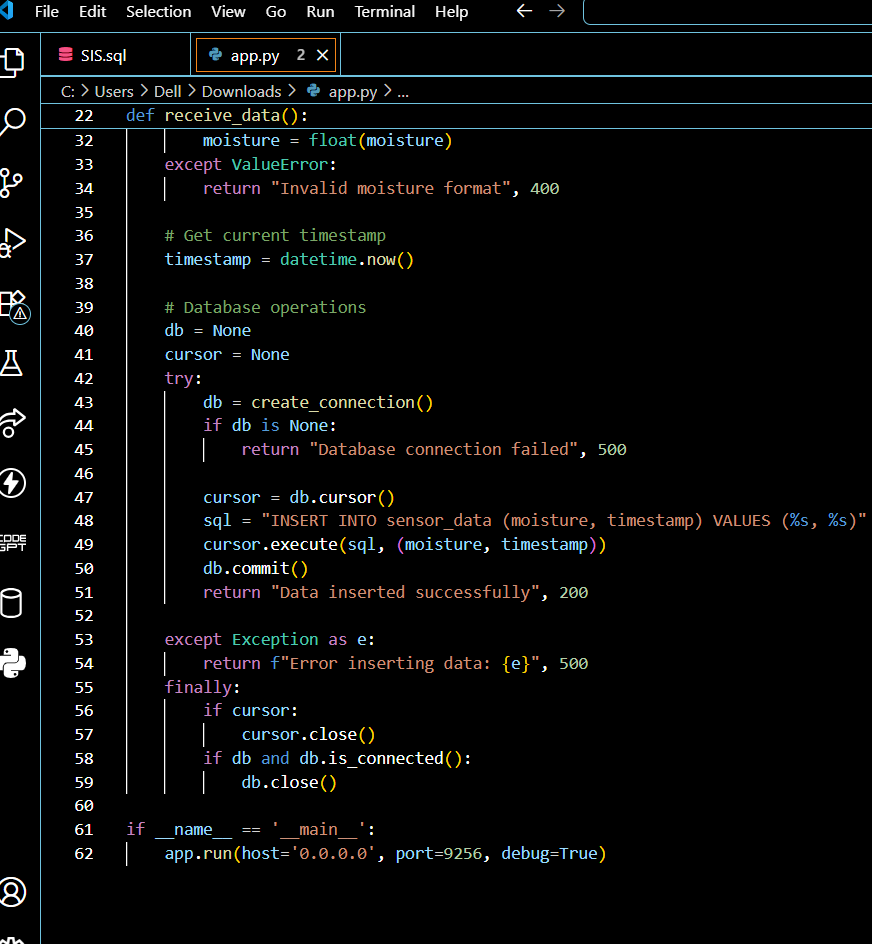 File Edit Selection View Go Run Terminal Help
SIS.sql
app.py 2
C: > Users > Dell > Downloads > app.py > ...
22 def receive_data():
32 moisture = float(moisture)
33 except ValueError:
34 return "Invalid moisture format", 400
35
36 # Get current timestamp
37 timestamp = datetime.now()
38
39 # Database operations
40 db = None
41 cursor = None
42 try:
43 db = create_connection()
44 if db is None:
45 return "Database connection failed", 500
46
47 cursor = db.cursor()
48 sql = "INSERT INTO sensor_data (moisture, timestamp) VALUES (%s, %s)"
49 cursor.execute(sql, (moisture, timestamp))
50 db.commit()
51 return "Data inserted successfully", 200
52
53 except Exception as e:
54 return f"Error inserting data: {e}", 500
55 finally:
56 if cursor:
57 cursor.close()
58 if db and db.is_connected():
59 db.close()
60
61 if __name__ == '__main__':
62 app.run(host='0.0.0.0', port=9256, debug=True)
CODE
GPT